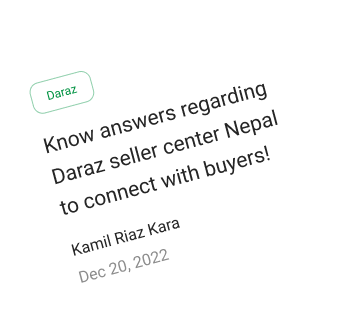 Daraz
Know answers regarding
Daraz seller center Nepal
to connect with buyers!
Kamil Riaz Kara
Dec 20, 2022